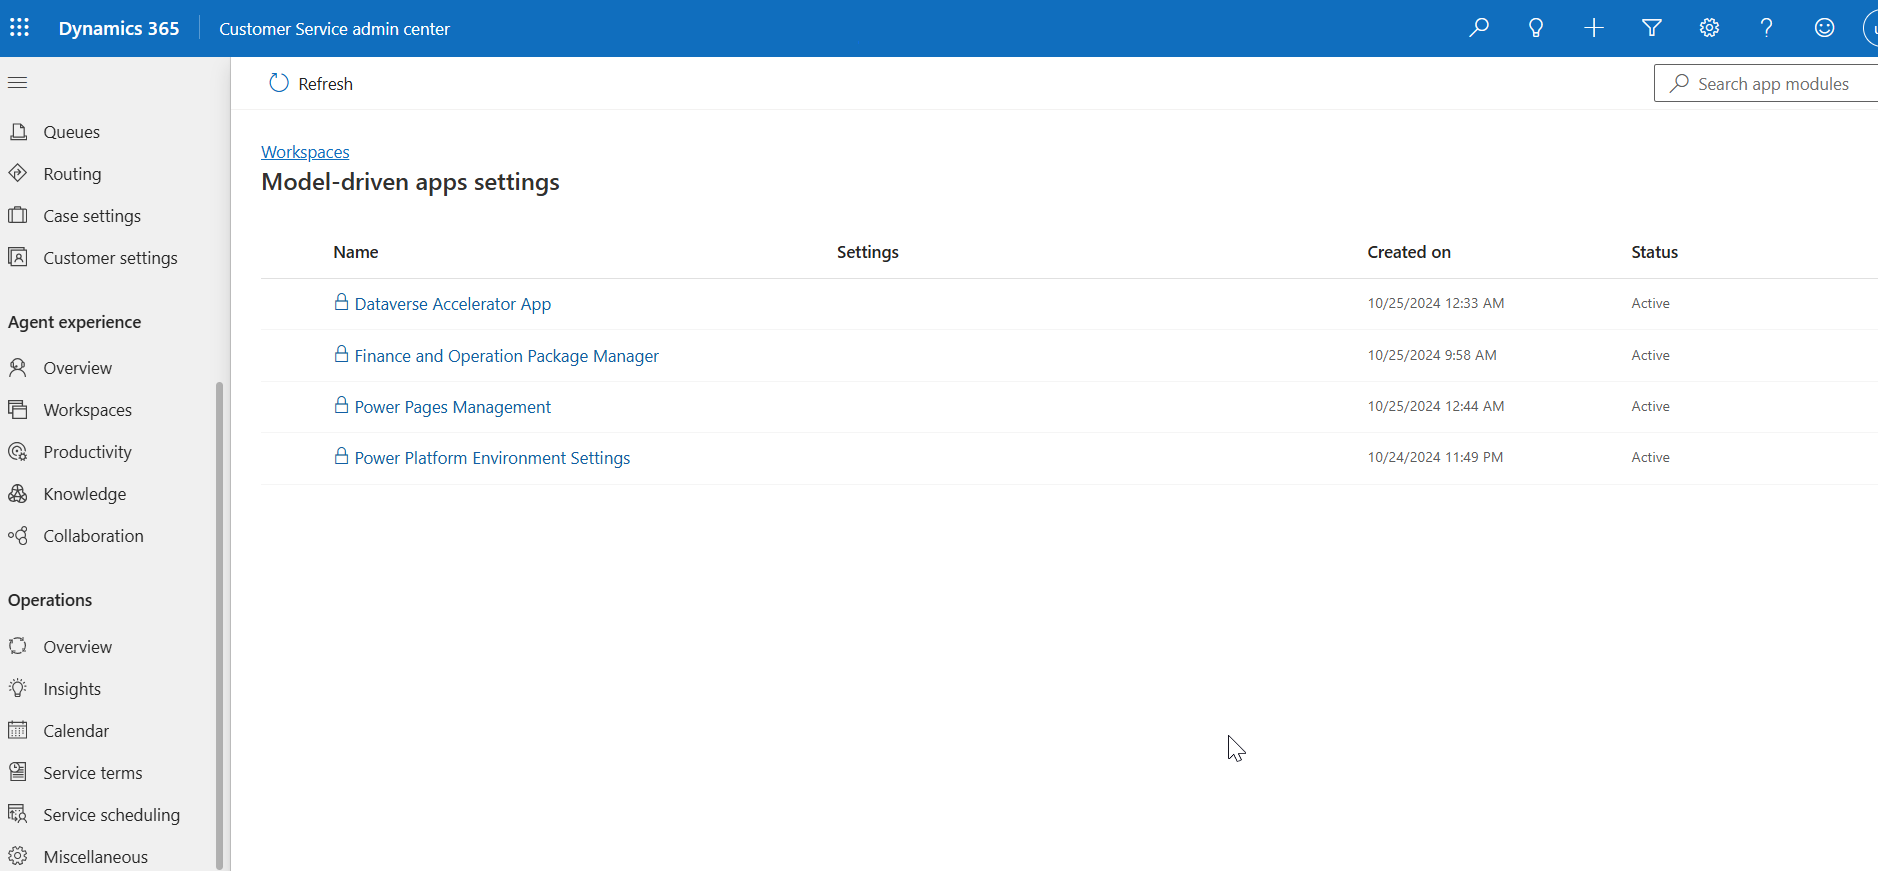 Dynamics 365
Customer Service admin center
Refresh
Search app modules
Queues
Routing
Case settings
Customer settings
Agent experience
Overview
Workspaces
Productivity
Knowledge
Collaboration
Operations
Overview
Insights
Calendar
Service terms
Service scheduling
Miscellaneous
Workspaces
Model-driven apps settings
Name Settings Created on Status
Dataverse Accelerator App 10/25/2024 12:33 AM Active
Finance and Operation Package Manager 10/25/2024 9:58 AM Active
Power Pages Management 10/25/2024 12:44 AM Active
Power Platform Environment Settings 10/24/2024 11:49 PM Active